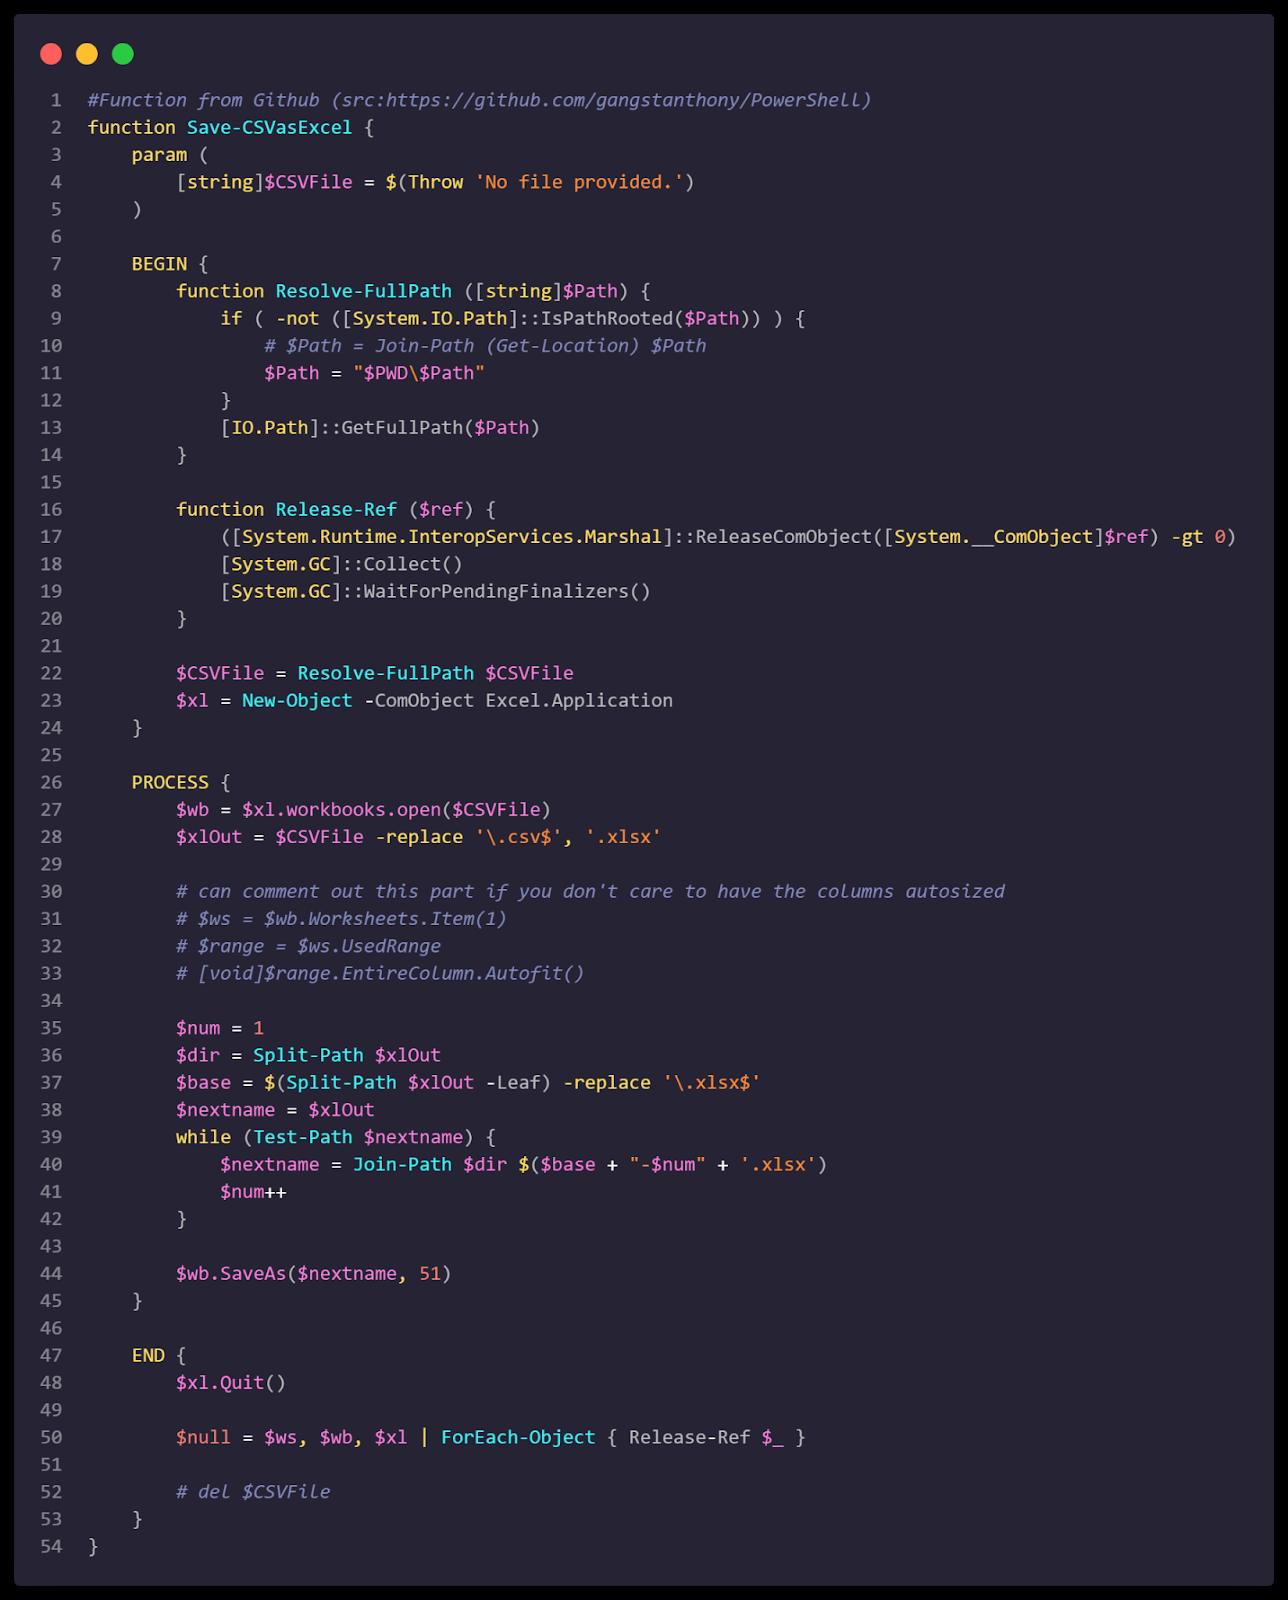 1 #Function from Github (src:https://github.com/gangstanthony/PowerShell)
2 function Save-CSVasExcel {
3     param (
4         [string]$CSVFile = $(Throw 'No file provided.')
5     )
6
7     BEGIN {
8         function Resolve-FullPath ([string]$Path) {
9             if ( -not ([System.IO.Path]::IsPathRooted($Path)) ) {
10                 # $Path = Join-Path (Get-Location) $Path
11                 $Path = "$PWD\$Path"
12             }
13             [IO.Path]::GetFullPath($Path)
14         }
15
16         function Release-Ref ($ref) {
17             ([System.Runtime.InteropServices.Marshal]::ReleaseComObject([System.__ComObject]$ref) -gt 0)
18             [System.GC]::Collect()
19             [System.GC]::WaitForPendingFinalizers()
20         }
21
22         $CSVFile = Resolve-FullPath $CSVFile
23         $xl = New-Object -ComObject Excel.Application
24     }
25
26     PROCESS {
27         $wb = $xl.workbooks.open($CSVFile)
28         $xlOut = $CSVFile -replace '\.csv$', '.xlsx'
29
30         # can comment out this part if you don't care to have the columns autosized
31         # $ws = $wb.Worksheets.Item(1)
32         # $range = $ws.UsedRange
33         # [void]$range.EntireColumn.Autofit()
34
35         $num = 1
36         $dir = Split-Path $xlOut
37         $base = $(Split-Path $xlOut -Leaf) -replace '\.xlsx$'
38         $nextname = $xlOut
39         while (Test-Path $nextname) {
40             $nextname = Join-Path $dir $($base + "-$num" + '.xlsx')
41             $num++
42         }
43
44         $wb.SaveAs($nextname, 51)
45     }
46
47     END {
48         $xl.Quit()
49
50         $null = $ws, $wb, $xl | ForEach-Object { Release-Ref $_ }
51
52         # del $CSVFile
53     }
54 }